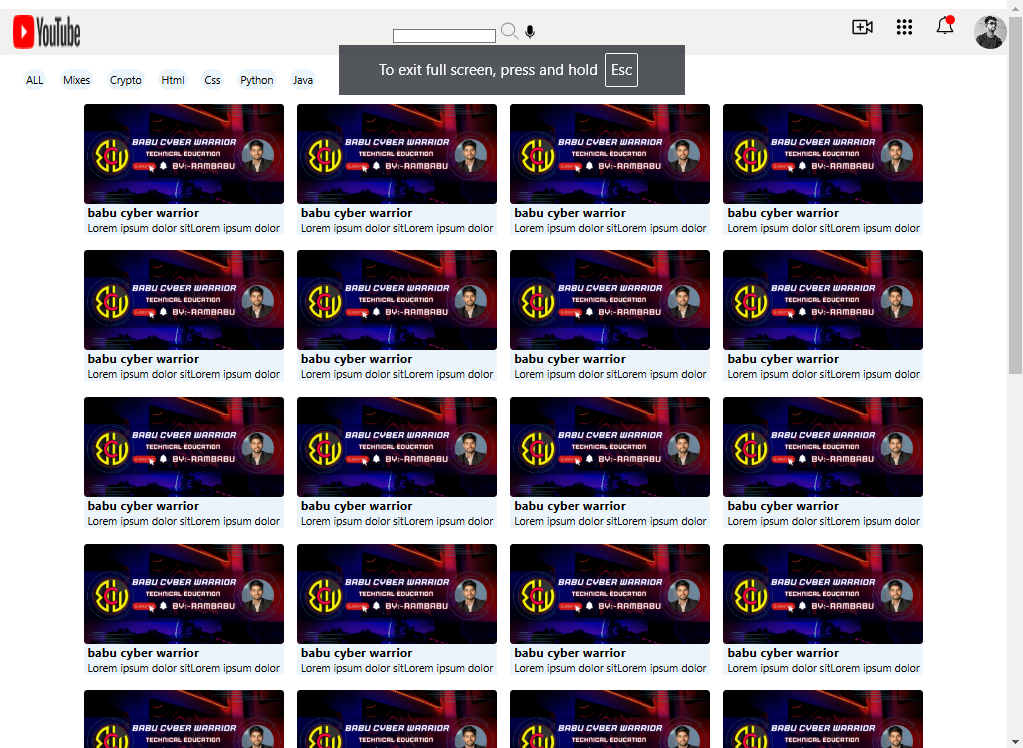 YouTube
To exit full screen, press and hold Esc
ALL Mixes Crypto Html Css Python Java
BABU CYBER WARRIOR BABU CYBER WARRIOR BABU CYBER WARRIOR BABU CYBER WARRIOR
TECHNICAL EDUCATION TECHNICAL EDUCATION TECHNICAL EDUCATION TECHNICAL EDUCATION
BY:-RAMBABU BY:-RAMBABU BY:-RAMBABU BY:-RAMBABU
babu cyber warrior babu cyber warrior babu cyber warrior babu cyber warrior
Lorem ipsum dolor sitLorem ipsum dolor Lorem ipsum dolor sitLorem ipsum dolor Lorem ipsum dolor sitLorem ipsum dolor Lorem ipsum dolor sitLorem ipsum dolor
BABU CYBER WARRIOR BABU CYBER WARRIOR BABU CYBER WARRIOR BABU CYBER WARRIOR
TECHNICAL EDUCATION TECHNICAL EDUCATION TECHNICAL EDUCATION TECHNICAL EDUCATION
BY:-RAMBABU BY:-RAMBABU BY:-RAMBABU BY:-RAMBABU
babu cyber warrior babu cyber warrior babu cyber warrior babu cyber warrior
Lorem ipsum dolor sitLorem ipsum dolor Lorem ipsum dolor sitLorem ipsum dolor Lorem ipsum dolor sitLorem ipsum dolor Lorem ipsum dolor sitLorem ipsum dolor
BABU CYBER WARRIOR BABU CYBER WARRIOR BABU CYBER WARRIOR BABU CYBER WARRIOR
TECHNICAL EDUCATION TECHNICAL EDUCATION TECHNICAL EDUCATION TECHNICAL EDUCATION
BY:-RAMBABU BY:-RAMBABU BY:-RAMBABU BY:-RAMBABU
babu cyber warrior babu cyber warrior babu cyber warrior babu cyber warrior
Lorem ipsum dolor sitLorem ipsum dolor Lorem ipsum dolor sitLorem ipsum dolor Lorem ipsum dolor sitLorem ipsum dolor Lorem ipsum dolor sitLorem ipsum dolor
BABU CYBER WARRIOR BABU CYBER WARRIOR BABU CYBER WARRIOR BABU CYBER WARRIOR
TECHNICAL EDUCATION TECHNICAL EDUCATION TECHNICAL EDUCATION TECHNICAL EDUCATION
BY:-RAMBABU BY:-RAMBABU BY:-RAMBABU BY:-RAMBABU
babu cyber warrior babu cyber warrior babu cyber warrior babu cyber warrior
Lorem ipsum dolor sitLorem ipsum dolor Lorem ipsum dolor sitLorem ipsum dolor Lorem ipsum dolor sitLorem ipsum dolor Lorem ipsum dolor sitLorem ipsum dolor
BABU CYBER WARRIOR BABU CYBER WARRIOR BABU CYBER WARRIOR BABU CYBER WARRIOR
TECHNICAL EDUCATION TECHNICAL EDUCATION TECHNICAL EDUCATION TECHNICAL EDUCATION
BY:-RAMBABU BY:-RAMBABU BY:-RAMBABU BY:-RAMBABU